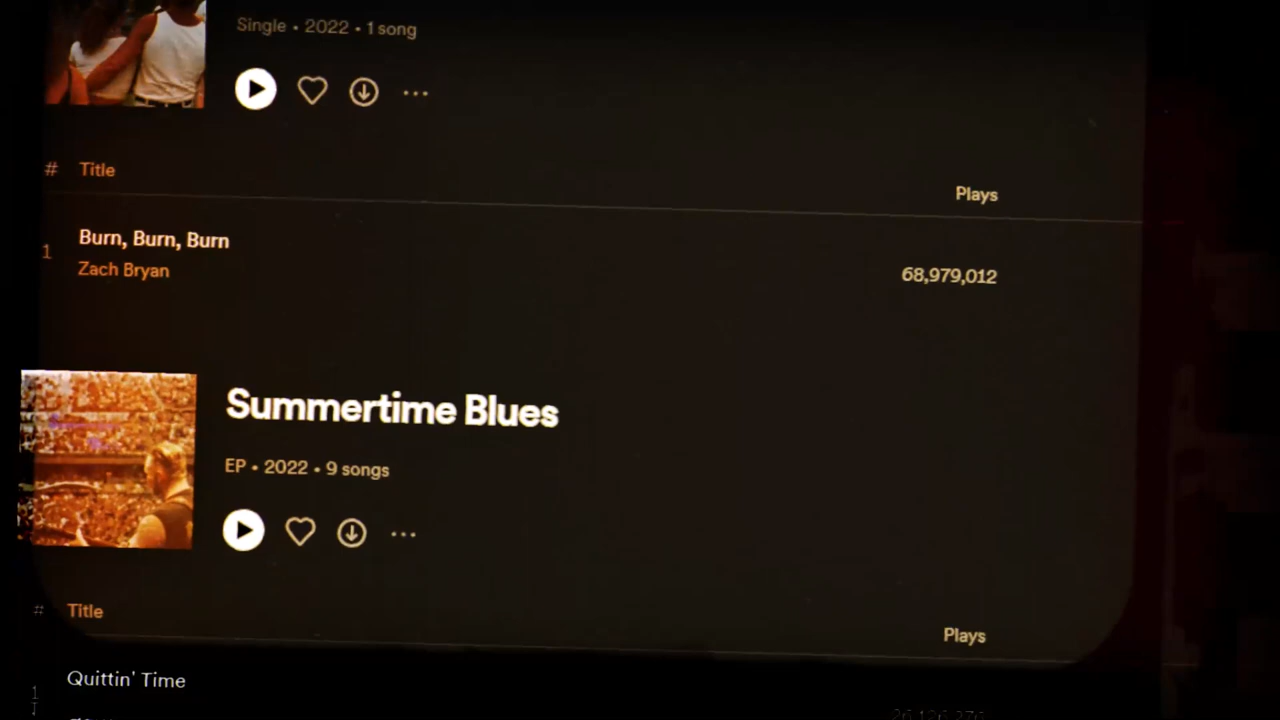 Single • 2022 • 1 song
# Title
Plays
1
Burn, Burn, Burn
Zach Bryan
68,979,012
Summertime Blues
EP • 2022 • 9 songs
# Title
Plays
1
Quittin' Time